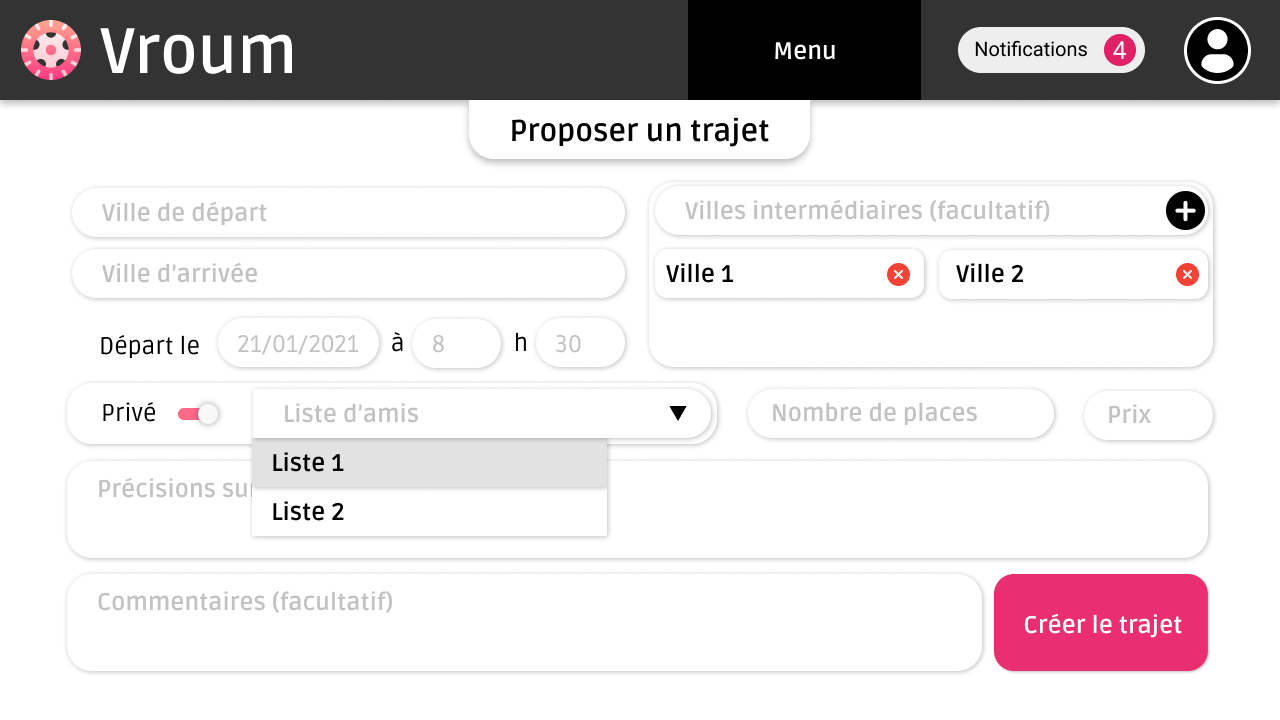 Vroum
Menu
Notifications 4
Proposer un trajet
Ville de départ
Villes intermédiaires (facultatif)
Ville d'arrivée
Ville 1
Ville 2
Départ le 21/01/2021 à 8 h 30
Privé
Liste d'amis
Nombre de places
Prix
Liste 1
Liste 2
Précisions
Commentaires (facultatif)
Créer le trajet